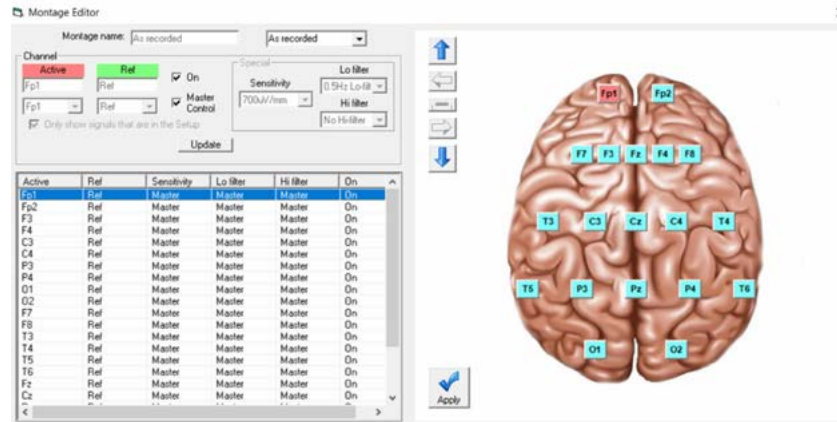 Montage Editor
Montage name: As recorded As recorded
Channel
Active Ref On
Fp1 Ref
Fp1 Ref Master Control
Only show signals that are in the Setup
Special
Sensitivity Lo filter
700uV/mm 0.5Hz Lo-filt
Hi filter
No Hi-filter
Update
Active Ref Sensitivity Lo filter Hi filter On
Fp1 Ref Master Master Master On
Fp2 Ref Master Master Master On
F3 Ref Master Master Master On
F4 Ref Master Master Master On
C3 Ref Master Master Master On
C4 Ref Master Master Master On
P3 Ref Master Master Master On
P4 Ref Master Master Master On
O1 Ref Master Master Master On
O2 Ref Master Master Master On
F7 Ref Master Master Master On
F8 Ref Master Master Master On
T3 Ref Master Master Master On
T4 Ref Master Master Master On
T5 Ref Master Master Master On
T6 Ref Master Master Master On
Fz Ref Master Master Master On
Cz Ref Master Master Master On
Fp1 Fp2
F7 F3 Fz F4 F8
T3 C3 Cz C4 T4
T5 P3 Pz P4 T6
O1 O2
Apply